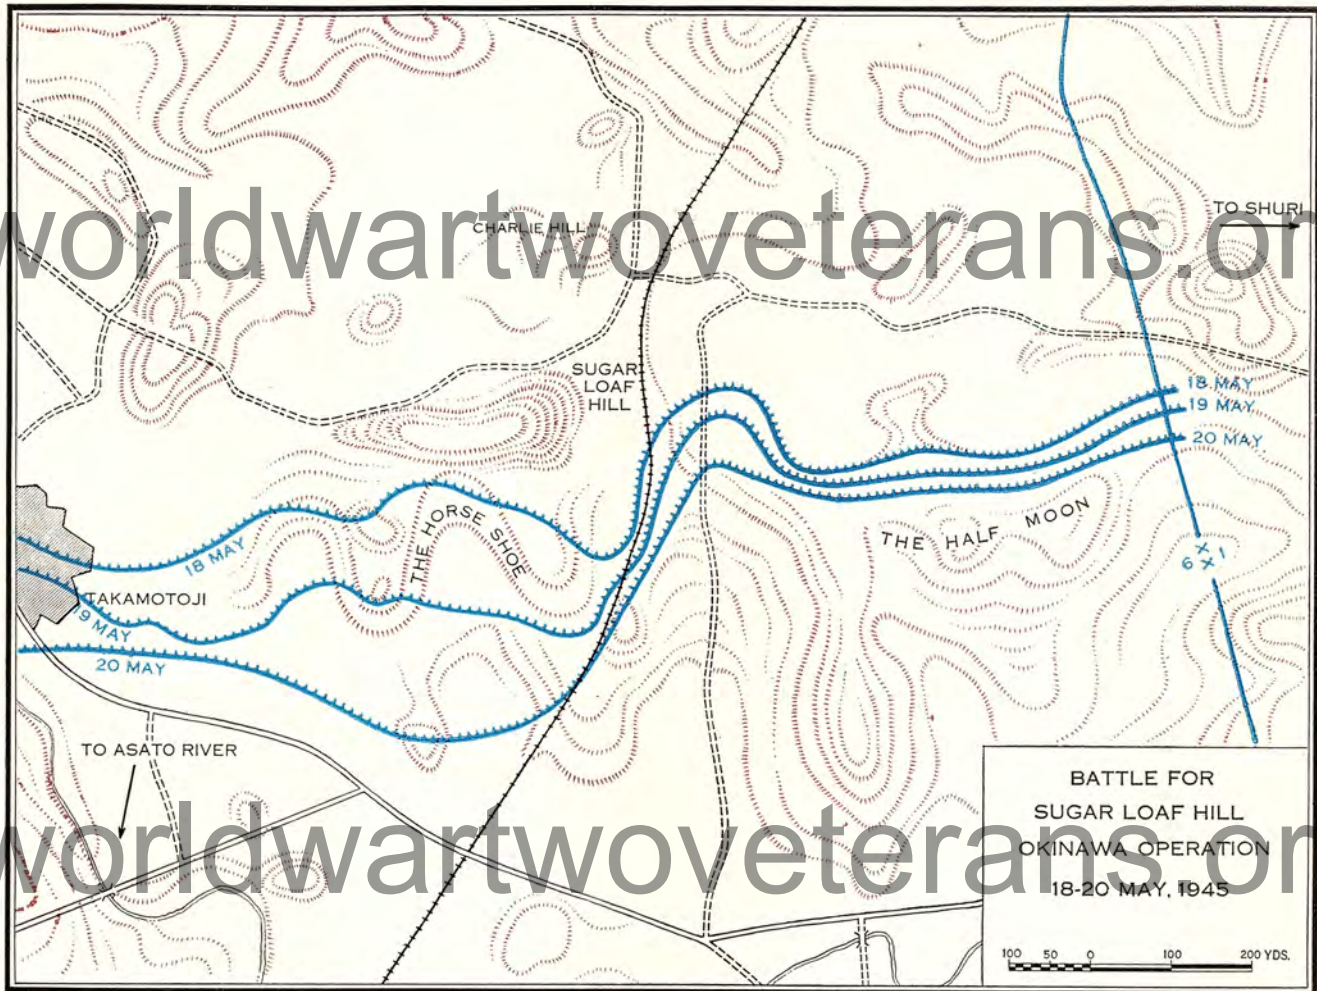 worldwartwoveterans.or
TO SHURI
CHARLIE HILL
SUGAR
LOAF
HILL
18 MAY
19 MAY
20 MAY
THE HORSE SHOE
THE HALF MOON
18 MAY
6 XX 1
TAKAMOTOJI
19 MAY
20 MAY
TO ASATO RIVER
BATTLE FOR
SUGAR LOAF HILL
OKINAWA OPERATION
18-20 MAY, 1945
100 50 0 100 200 YDS.
worldwartwoveterans.or